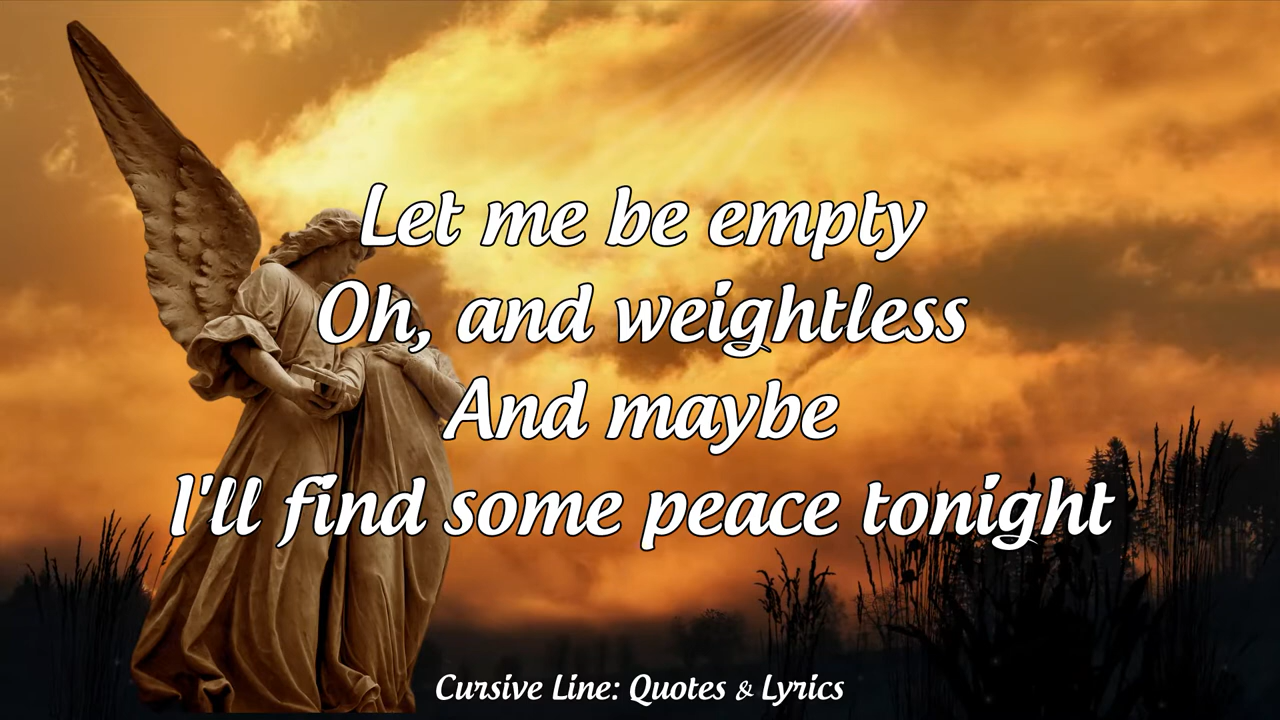 Let me be empty
Oh, and weightless
And maybe
I'll find some peace tonight
Cursive Line: Quotes & Lyrics